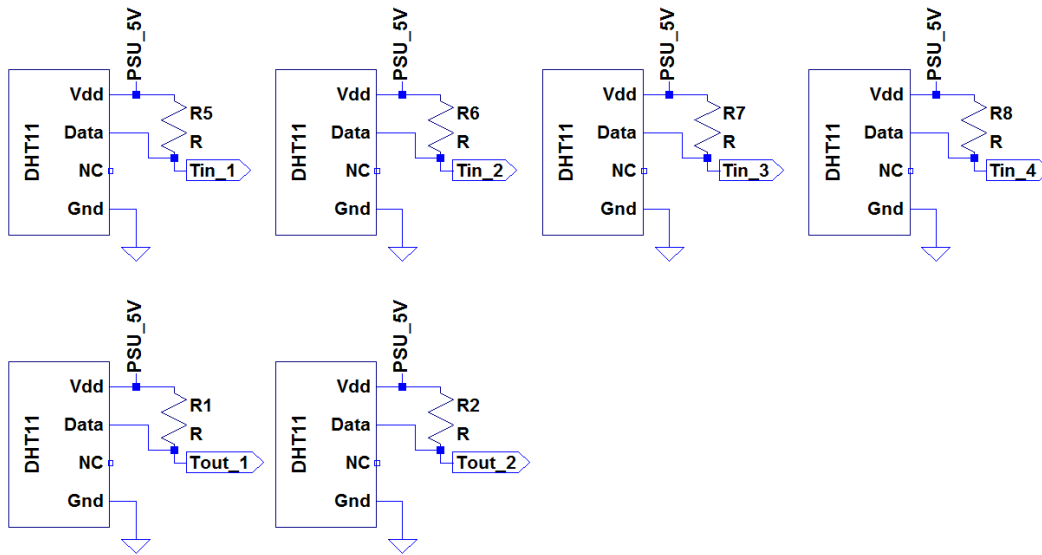 PSU_5V
Vdd
R5
Data
R
DHT11
NC
Tin_1
Gnd
PSU_5V
Vdd
R6
Data
R
DHT11
NC
Tin_2
Gnd
PSU_5V
Vdd
R7
Data
R
DHT11
NC
Tin_3
Gnd
PSU_5V
Vdd
R8
Data
R
DHT11
NC
Tin_4
Gnd
PSU_5V
Vdd
R1
Data
R
DHT11
NC
Tout_1
Gnd
PSU_5V
Vdd
R2
Data
R
DHT11
NC
Tout_2
Gnd